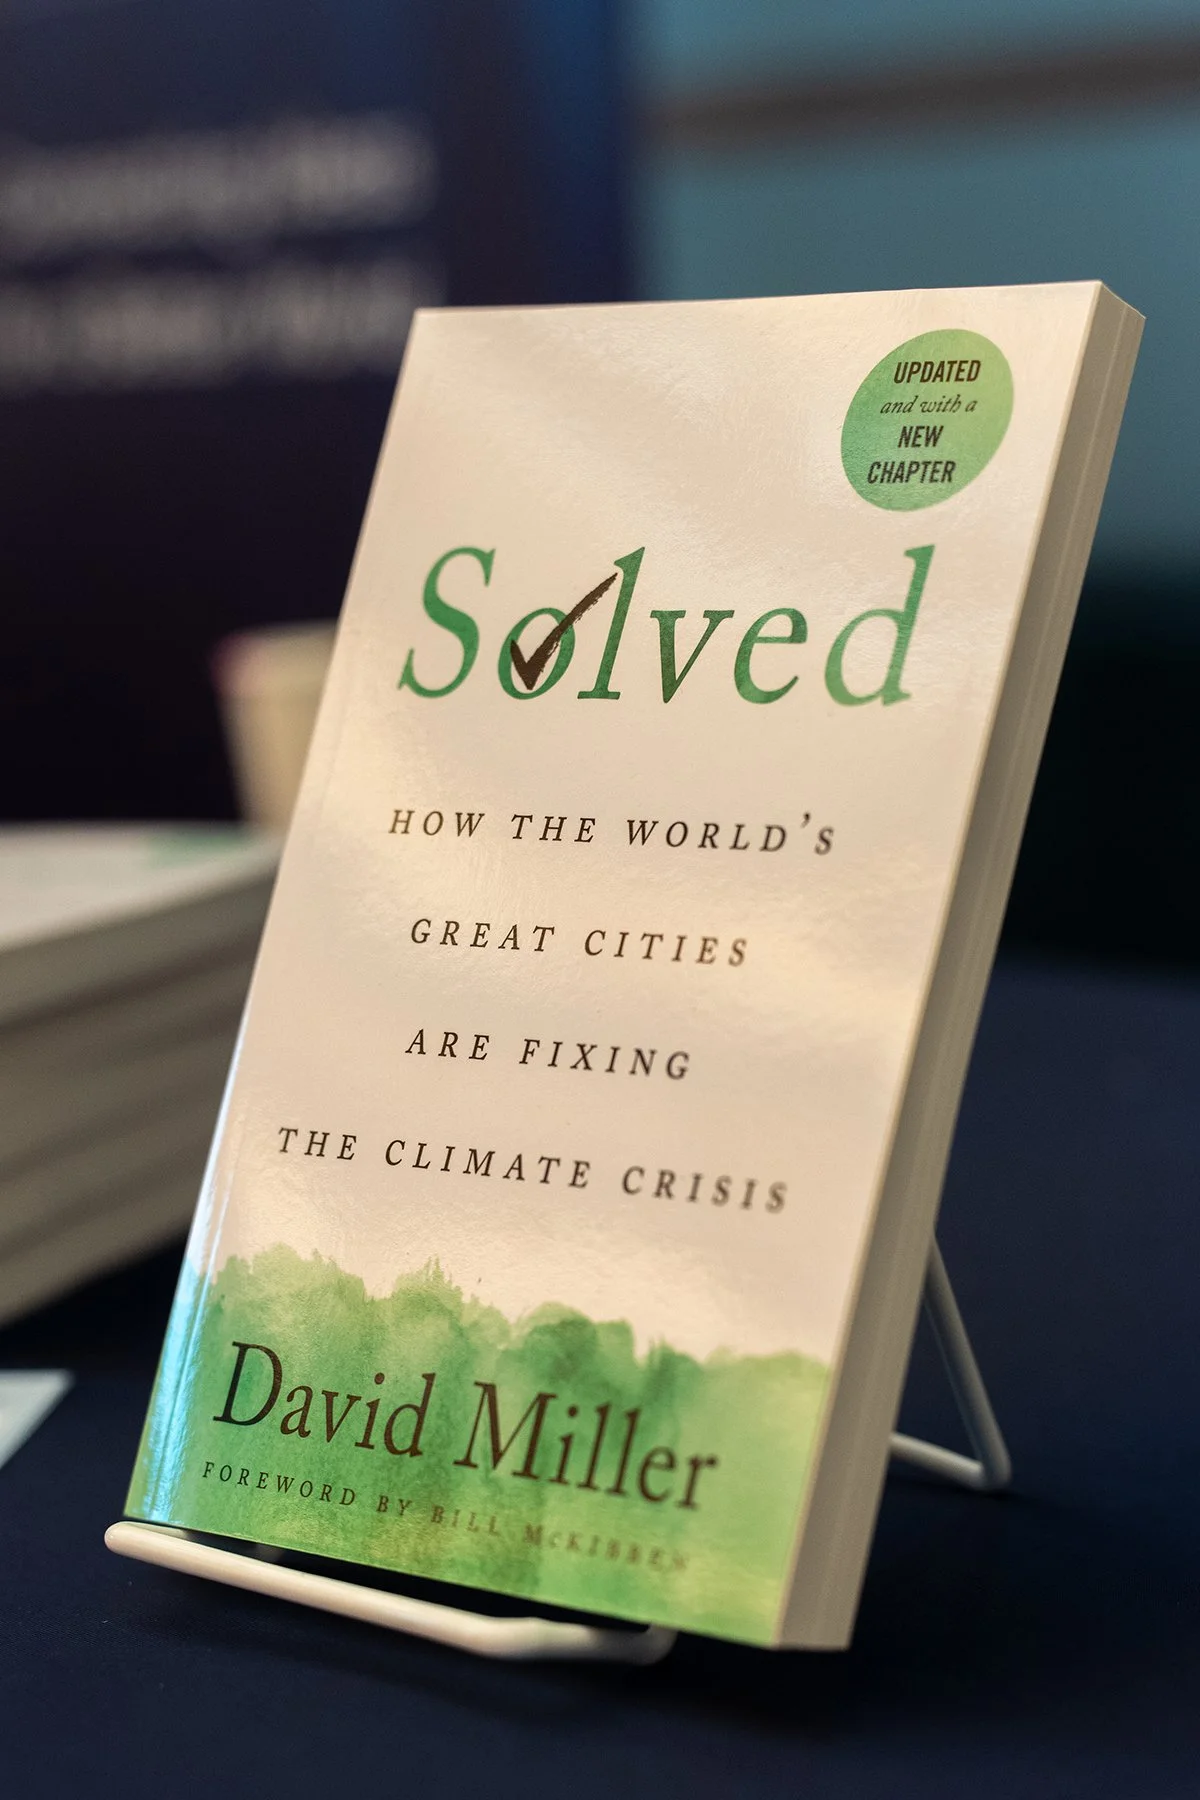 UPDATED
and with a
NEW
CHAPTER
Solved
HOW THE WORLD'S
GREAT CITIES
ARE FIXING
THE CLIMATE CRISIS
David Miller
FOREWORD BY BILL McKIBBEN